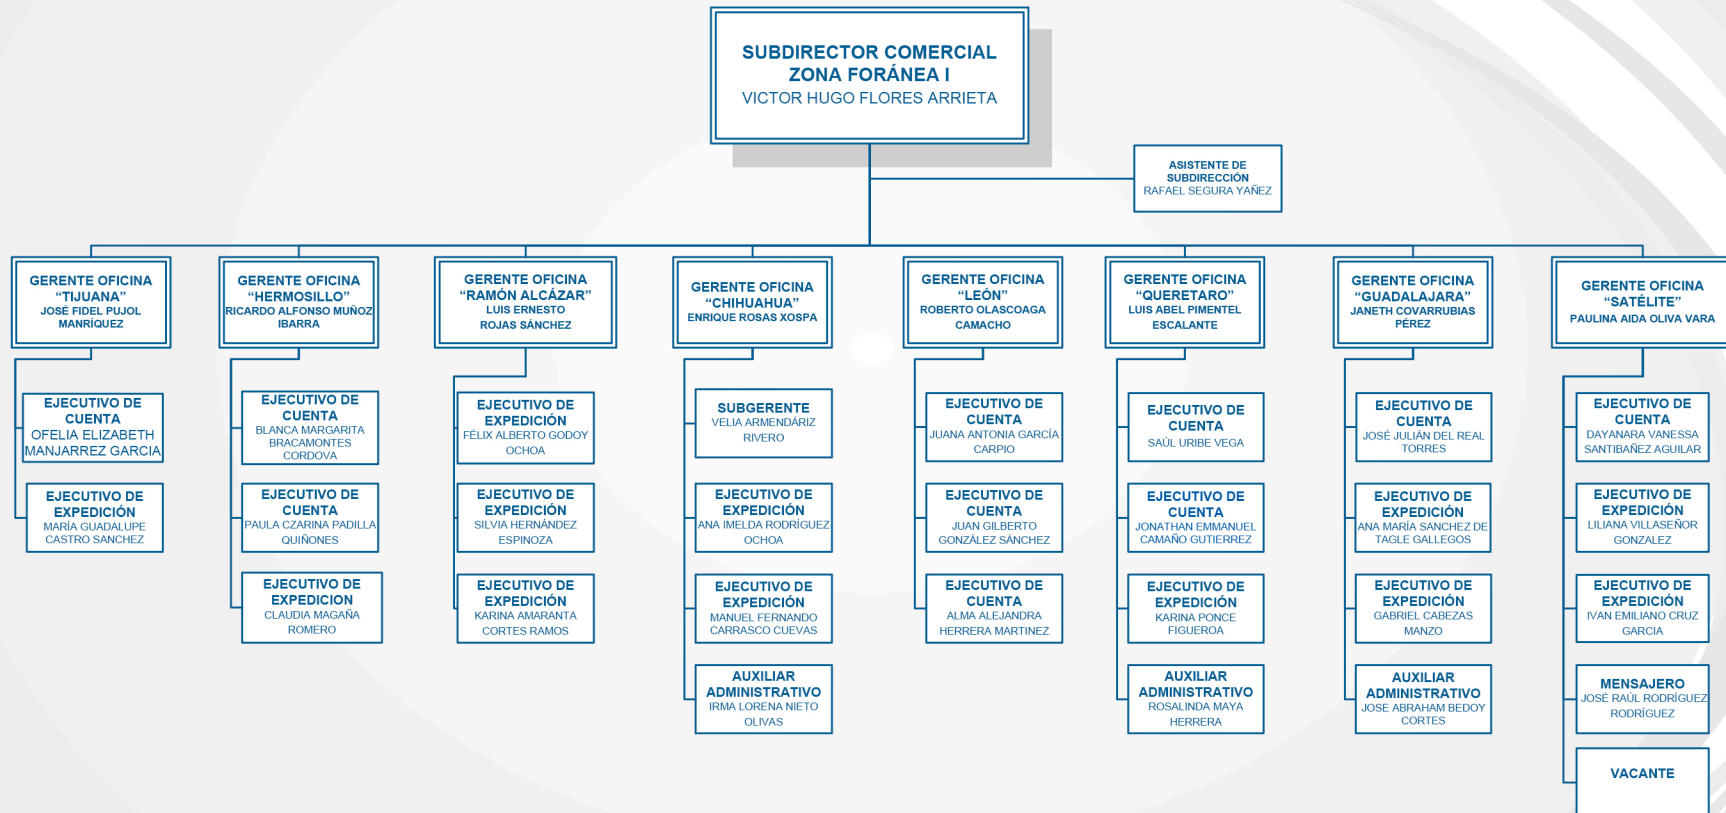 SUBDIRECTOR COMERCIAL
ZONA FORÁNEA I
VICTOR HUGO FLORES ARRIETA
ASISTENTE DE
SUBDIRECCIÓN
RAFAEL SEGURA YAÑEZ
GERENTE OFICINA
“TIJUANA”
JOSÉ FIDEL PUJOL
MANRÍQUEZ
GERENTE OFICINA
“HERMOSILLO”
RICARDO ALFONSO MUÑOZ
IBARRA
GERENTE OFICINA
“RAMÓN ALCÁZAR”
LUIS ERNESTO
ROJAS SÁNCHEZ
GERENTE OFICINA
“CHIHUAHUA”
ENRIQUE ROSAS XOSPA
GERENTE OFICINA
“LEÓN”
ROBERTO OLASCOAGA
CAMACHO
GERENTE OFICINA
“QUERETARO”
LUIS ABEL PIMENTEL
ESCALANTE
GERENTE OFICINA
“GUADALAJARA”
JANETH COVARRUBIAS
PÉREZ
GERENTE OFICINA
“SATÉLITE”
PAULINA AIDA OLIVA VARA
EJECUTIVO DE
CUENTA
OFELIA ELIZABETH
MANJARREZ GARCIA
EJECUTIVO DE
EXPEDICIÓN
MARÍA GUADALUPE
CASTRO SANCHEZ
EJECUTIVO DE
CUENTA
BLANCA MARGARITA
BRACAMONTES
CORDOVA
EJECUTIVO DE
CUENTA
PAULA CZARINA PADILLA
QUIÑONES
EJECUTIVO DE
EXPEDICION
CLAUDIA MAGAÑA
ROMERO
EJECUTIVO DE
EXPEDICIÓN
FÉLIX ALBERTO GODOY
OCHOA
EJECUTIVO DE
EXPEDICIÓN
SILVIA HERNÁNDEZ
ESPINOZA
EJECUTIVO DE
EXPEDICIÓN
KARINA AMARANTA
CORTES RAMOS
SUBGERENTE
VELIA ARMENDÁRIZ
RIVERO
EJECUTIVO DE
EXPEDICIÓN
ANA IMELDA RODRÍGUEZ
OCHOA
EJECUTIVO DE
EXPEDICIÓN
MANUEL FERNANDO
CARRASCO CUEVAS
AUXILIAR
ADMINISTRATIVO
IRMA LORENA NIETO
OLIVAS
EJECUTIVO DE
CUENTA
JUANA ANTONIA GARCÍA
CARPIO
EJECUTIVO DE
CUENTA
JUAN GILBERTO
GONZÁLEZ SÁNCHEZ
EJECUTIVO DE
CUENTA
ALMA ALEJANDRA
HERRERA MARTINEZ
EJECUTIVO DE
CUENTA
SAÚL URIBE VEGA
EJECUTIVO DE
CUENTA
JONATHAN EMMANUEL
CAMAÑO GUTIERREZ
EJECUTIVO DE
EXPEDICIÓN
KARINA PONCE
FIGUEROA
AUXILIAR
ADMINISTRATIVO
ROSALINDA MAYA
HERRERA
EJECUTIVO DE
CUENTA
JOSÉ JULIÁN DEL REAL
TORRES
EJECUTIVO DE
EXPEDICIÓN
ANA MARÍA SANCHEZ DE
TAGLE GALLEGOS
EJECUTIVO DE
EXPEDICIÓN
GABRIEL CABEZAS
MANZO
AUXILIAR
ADMINISTRATIVO
JOSE ABRAHAM BEDOY
CORTES
EJECUTIVO DE
CUENTA
DAYANARA VANESSA
SANTIBAÑEZ AGUILAR
EJECUTIVO DE
EXPEDICIÓN
LILIANA VILLASEÑOR
GONZALEZ
EJECUTIVO DE
EXPEDICIÓN
IVAN EMILIANO CRUZ
GARCIA
MENSAJERO
JOSÉ RAÚL RODRÍGUEZ
RODRÍGUEZ
VACANTE